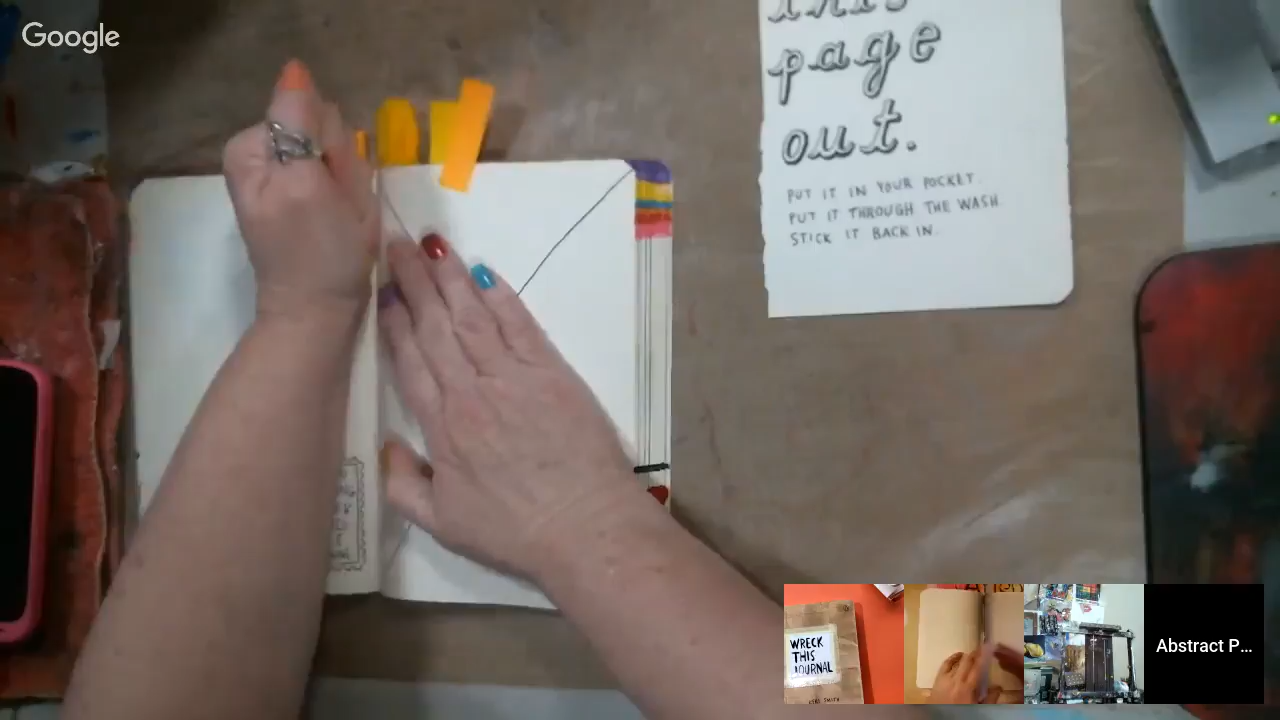 Google
this
page
out.
PUT IT IN YOUR POCKET.
PUT IT THROUGH THE WASH.
STICK IT BACK IN.
WRECK
THIS
JOURNAL
Abstract P...